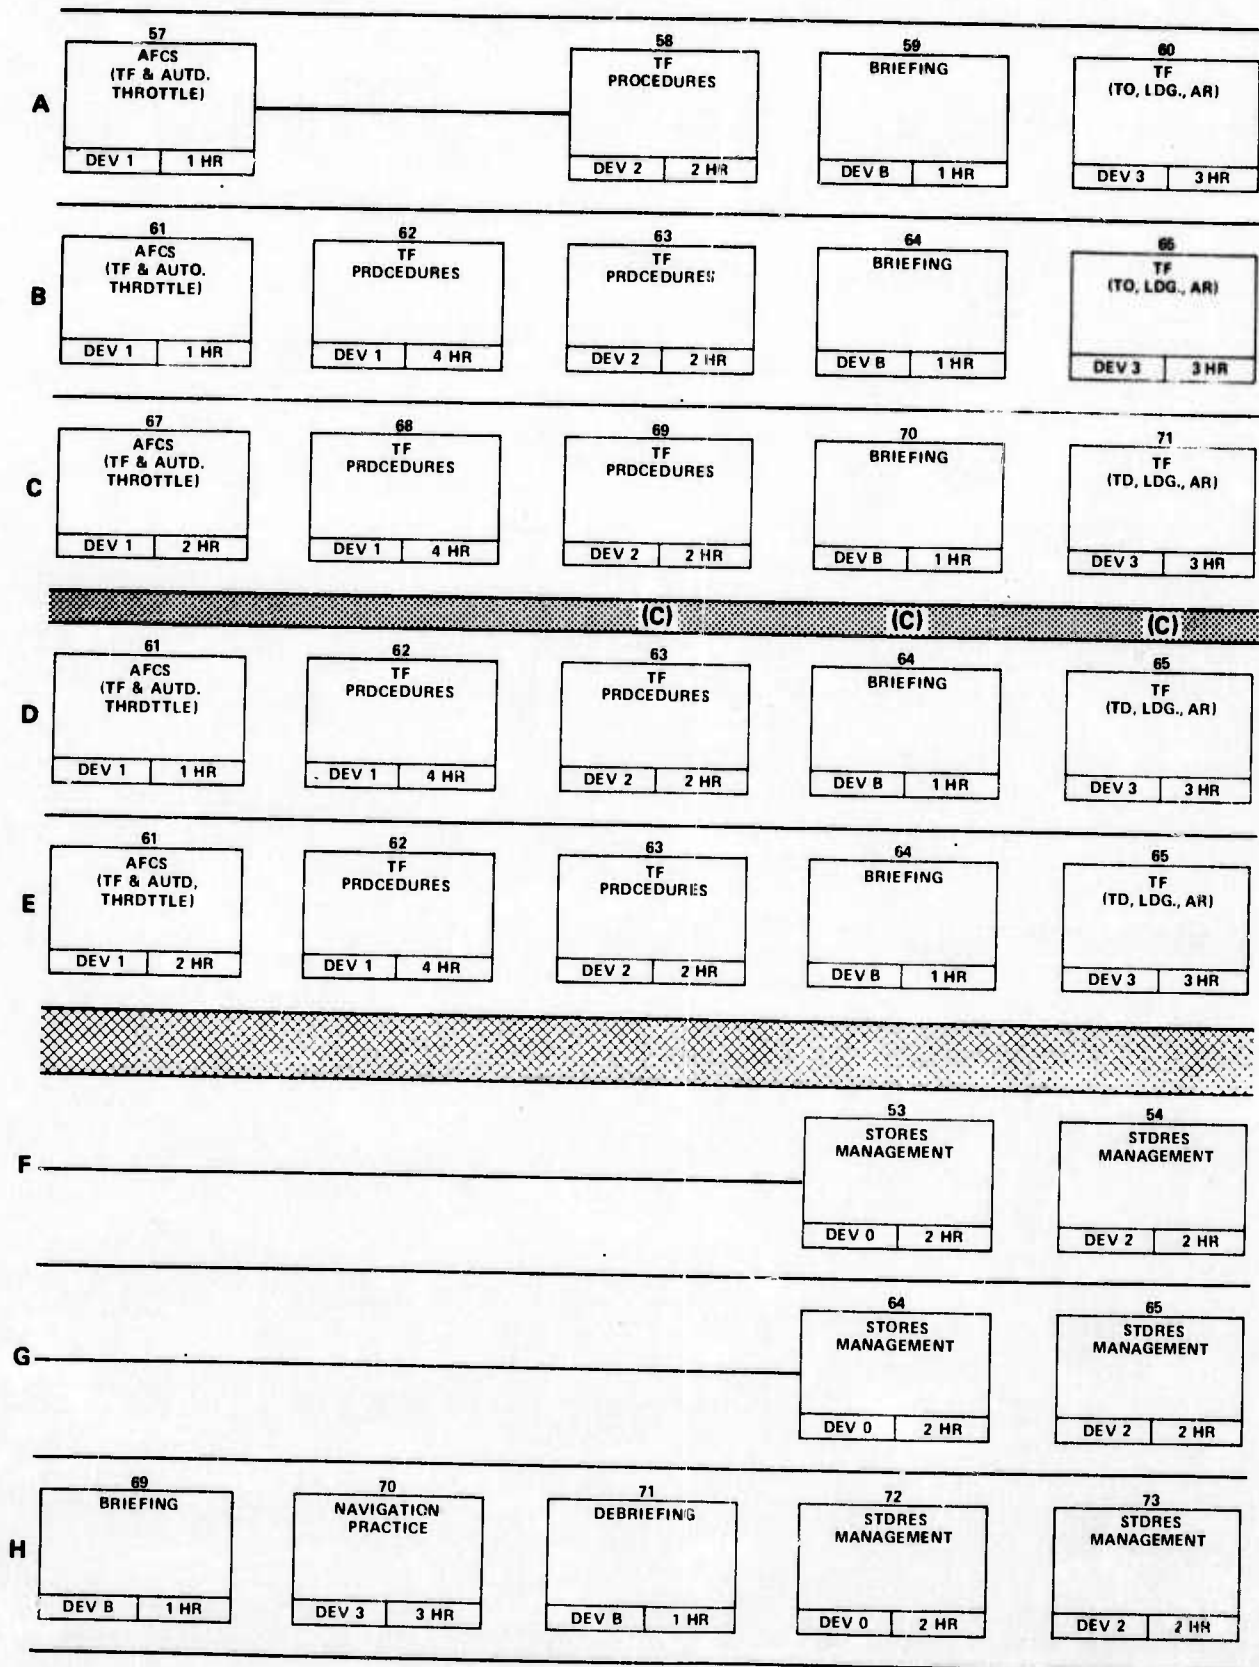 57
AFCS
(TF & AUTD.
THROTTLE)
DEV 1 1 HR
58
TF
PROCEDURES
DEV 2 2 HR
59
BRIEFING
DEV B 1 HR
60
TF
(TO, LDG., AR)
DEV 3 3 HR
A
61
AFCS
(TF & AUTO.
THRDTTLE)
DEV 1 1 HR
62
TF
PRDCEDURES
DEV 1 4 HR
63
TF
PRDCEDURES
DEV 2 2 HR
64
BRIEFING
DEV B 1 HR
65
TF
(TO, LDG., AR)
DEV 3 3 HR
B
67
AFCS
(TF & AUTD.
THROTTLE)
DEV 1 2 HR
68
TF
PRDCEDURES
DEV 1 4 HR
69
TF
PRDCEDURES
DEV 2 2 HR
70
BRIEFING
DEV B 1 HR
71
TF
(TD, LDG., AR)
DEV 3 3 HR
C
(C) (C) (C)
61
AFCS
(TF & AUTD.
THRDTTLE)
DEV 1 1 HR
62
TF
PRDCEDURES
DEV 1 4 HR
63
TF
PRDCEDURES
DEV 2 2 HR
64
BRIEFING
DEV B 1 HR
65
TF
(TD, LDG., AR)
DEV 3 3 HR
D
61
AFCS
(TF & AUTD,
THRDTTLE)
DEV 1 2 HR
62
TF
PRDCEDURES
DEV 1 4 HR
63
TF
PRDCEDURES
DEV 2 2 HR
64
BRIEFING
DEV B 1 HR
65
TF
(TD, LDG., AR)
DEV 3 3 HR
E
53
STORES
MANAGEMENT
DEV 0 2 HR
54
STDRES
MANAGEMENT
DEV 2 2 HR
F
64
STORES
MANAGEMENT
DEV 0 2 HR
65
STDRES
MANAGEMENT
DEV 2 2 HR
G
69
BRIEFING
DEV B 1 HR
70
NAVIGATION
PRACTICE
DEV 3 3 HR
71
DEBRIEFING
DEV B 1 HR
72
STDRES
MANAGEMENT
DEV 0 2 HR
73
STDRES
MANAGEMENT
DEV 2 2 HR
H